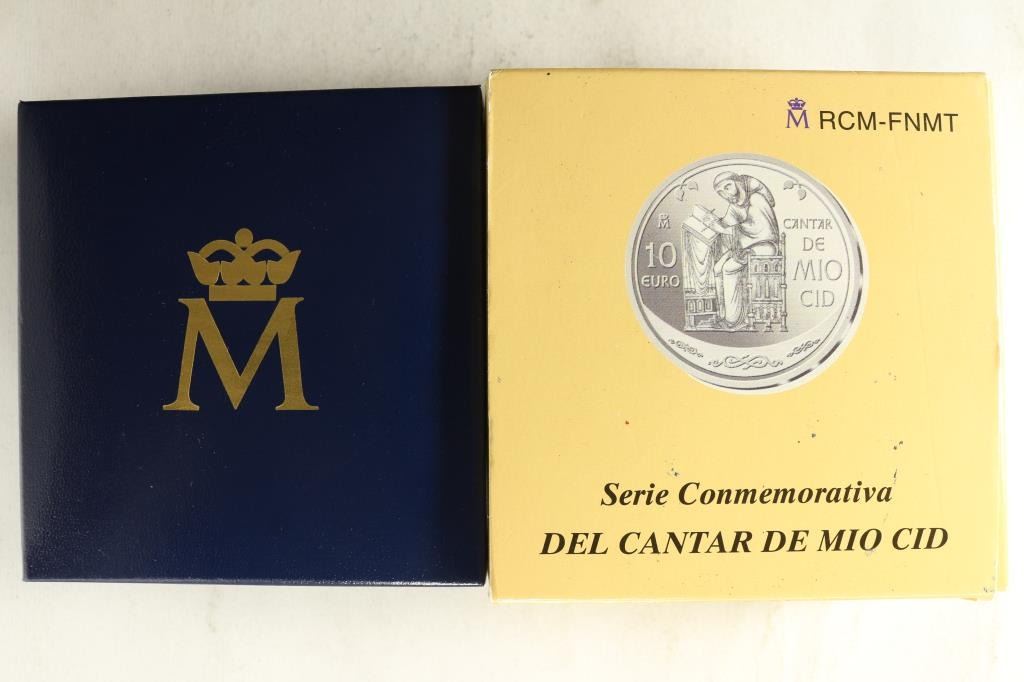 M
M RCM-FNMT
M
10
EURO
CANTAR
DE
MIO
CID
Serie Conmemorativa
DEL CANTAR DE MIO CID